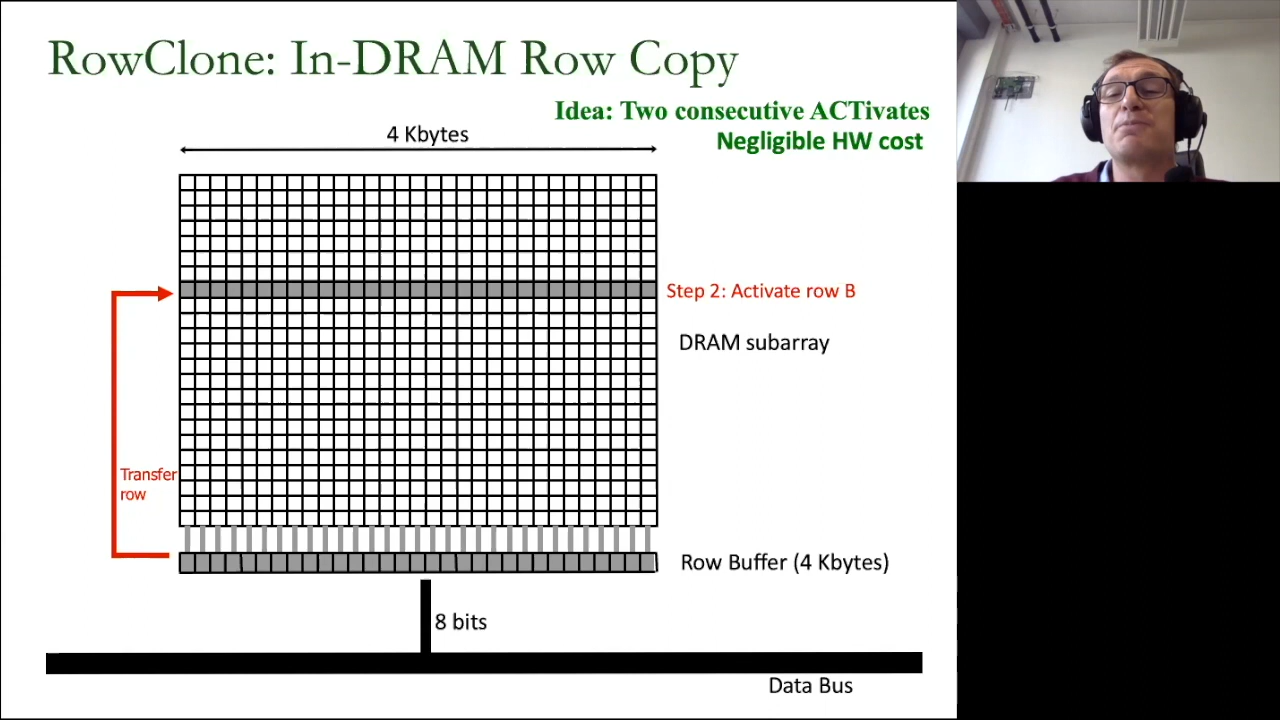 RowClone: In-DRAM Row Copy
Idea: Two consecutive ACTivates
Negligible HW cost
4 Kbytes
Step 2: Activate row B
DRAM subarray
Transfer
row
Row Buffer (4 Kbytes)
8 bits
Data Bus